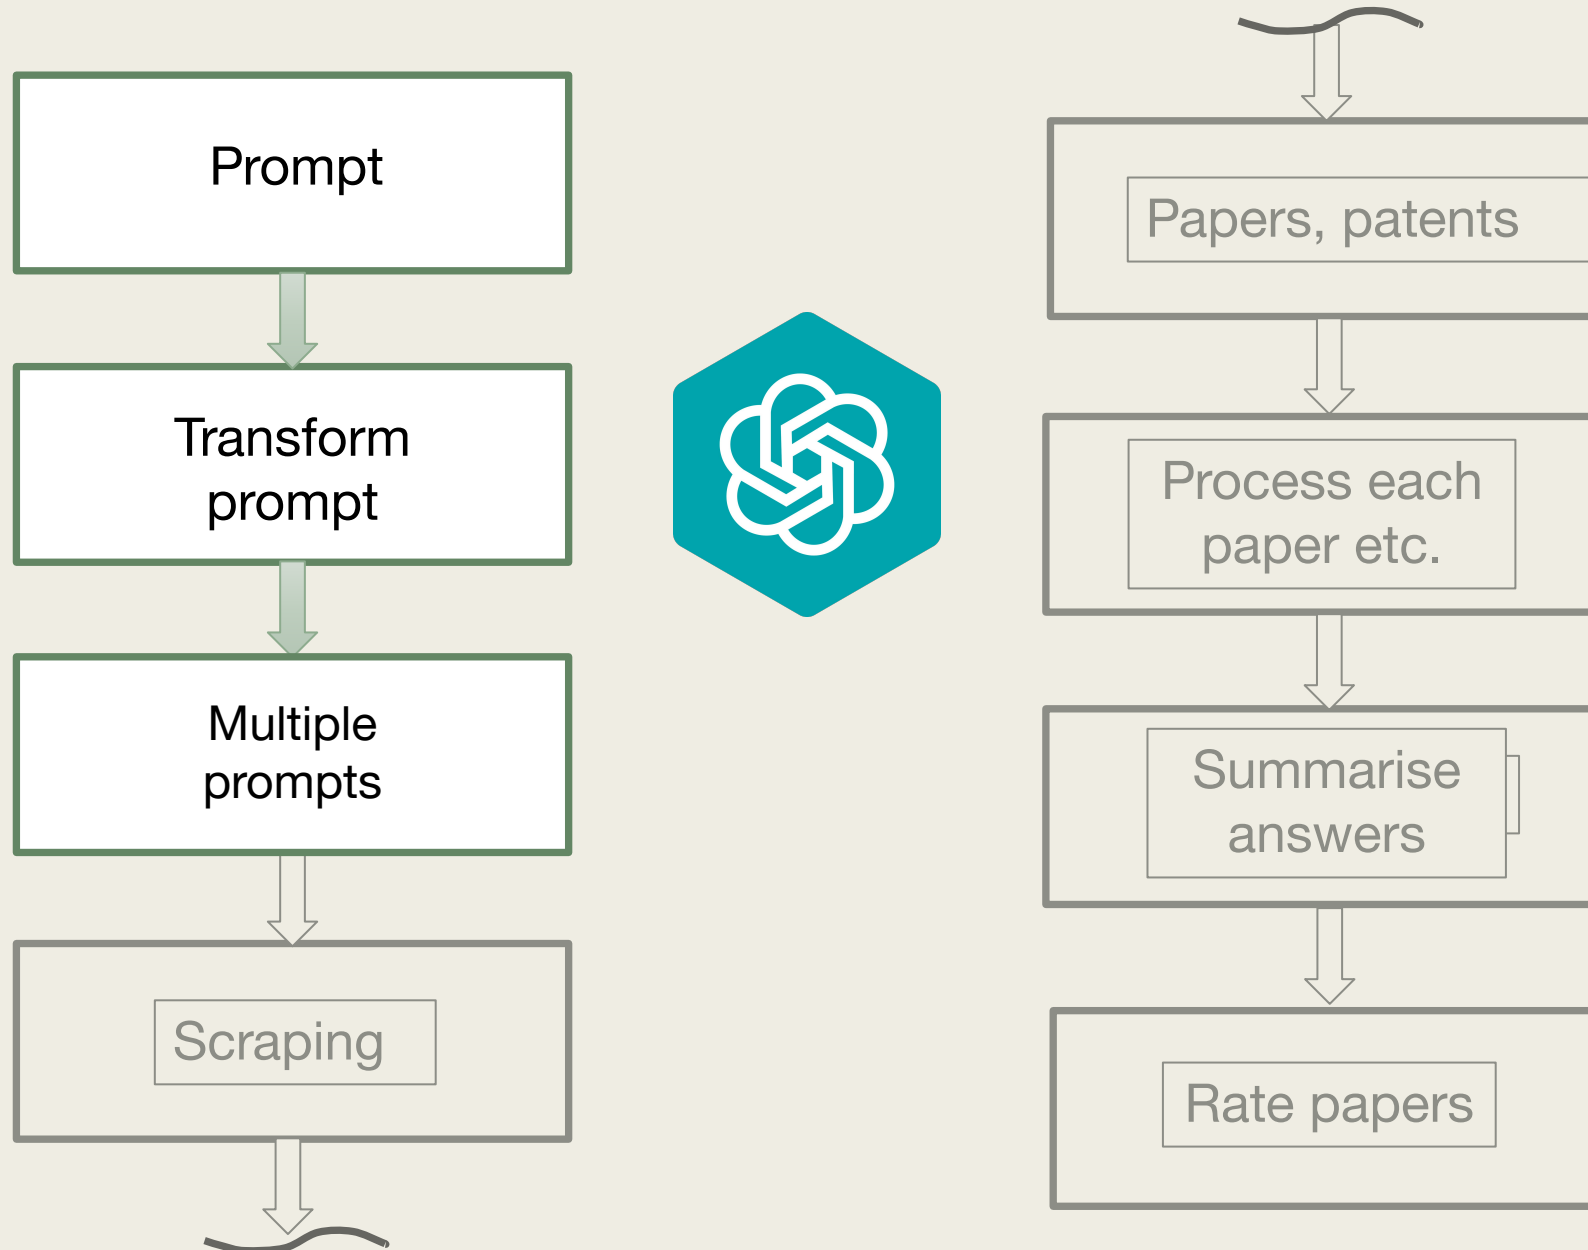 Prompt
Transform
prompt
Multiple
prompts
Scraping
Papers, patents
Process each
paper etc.
Summarise
answers
Rate papers